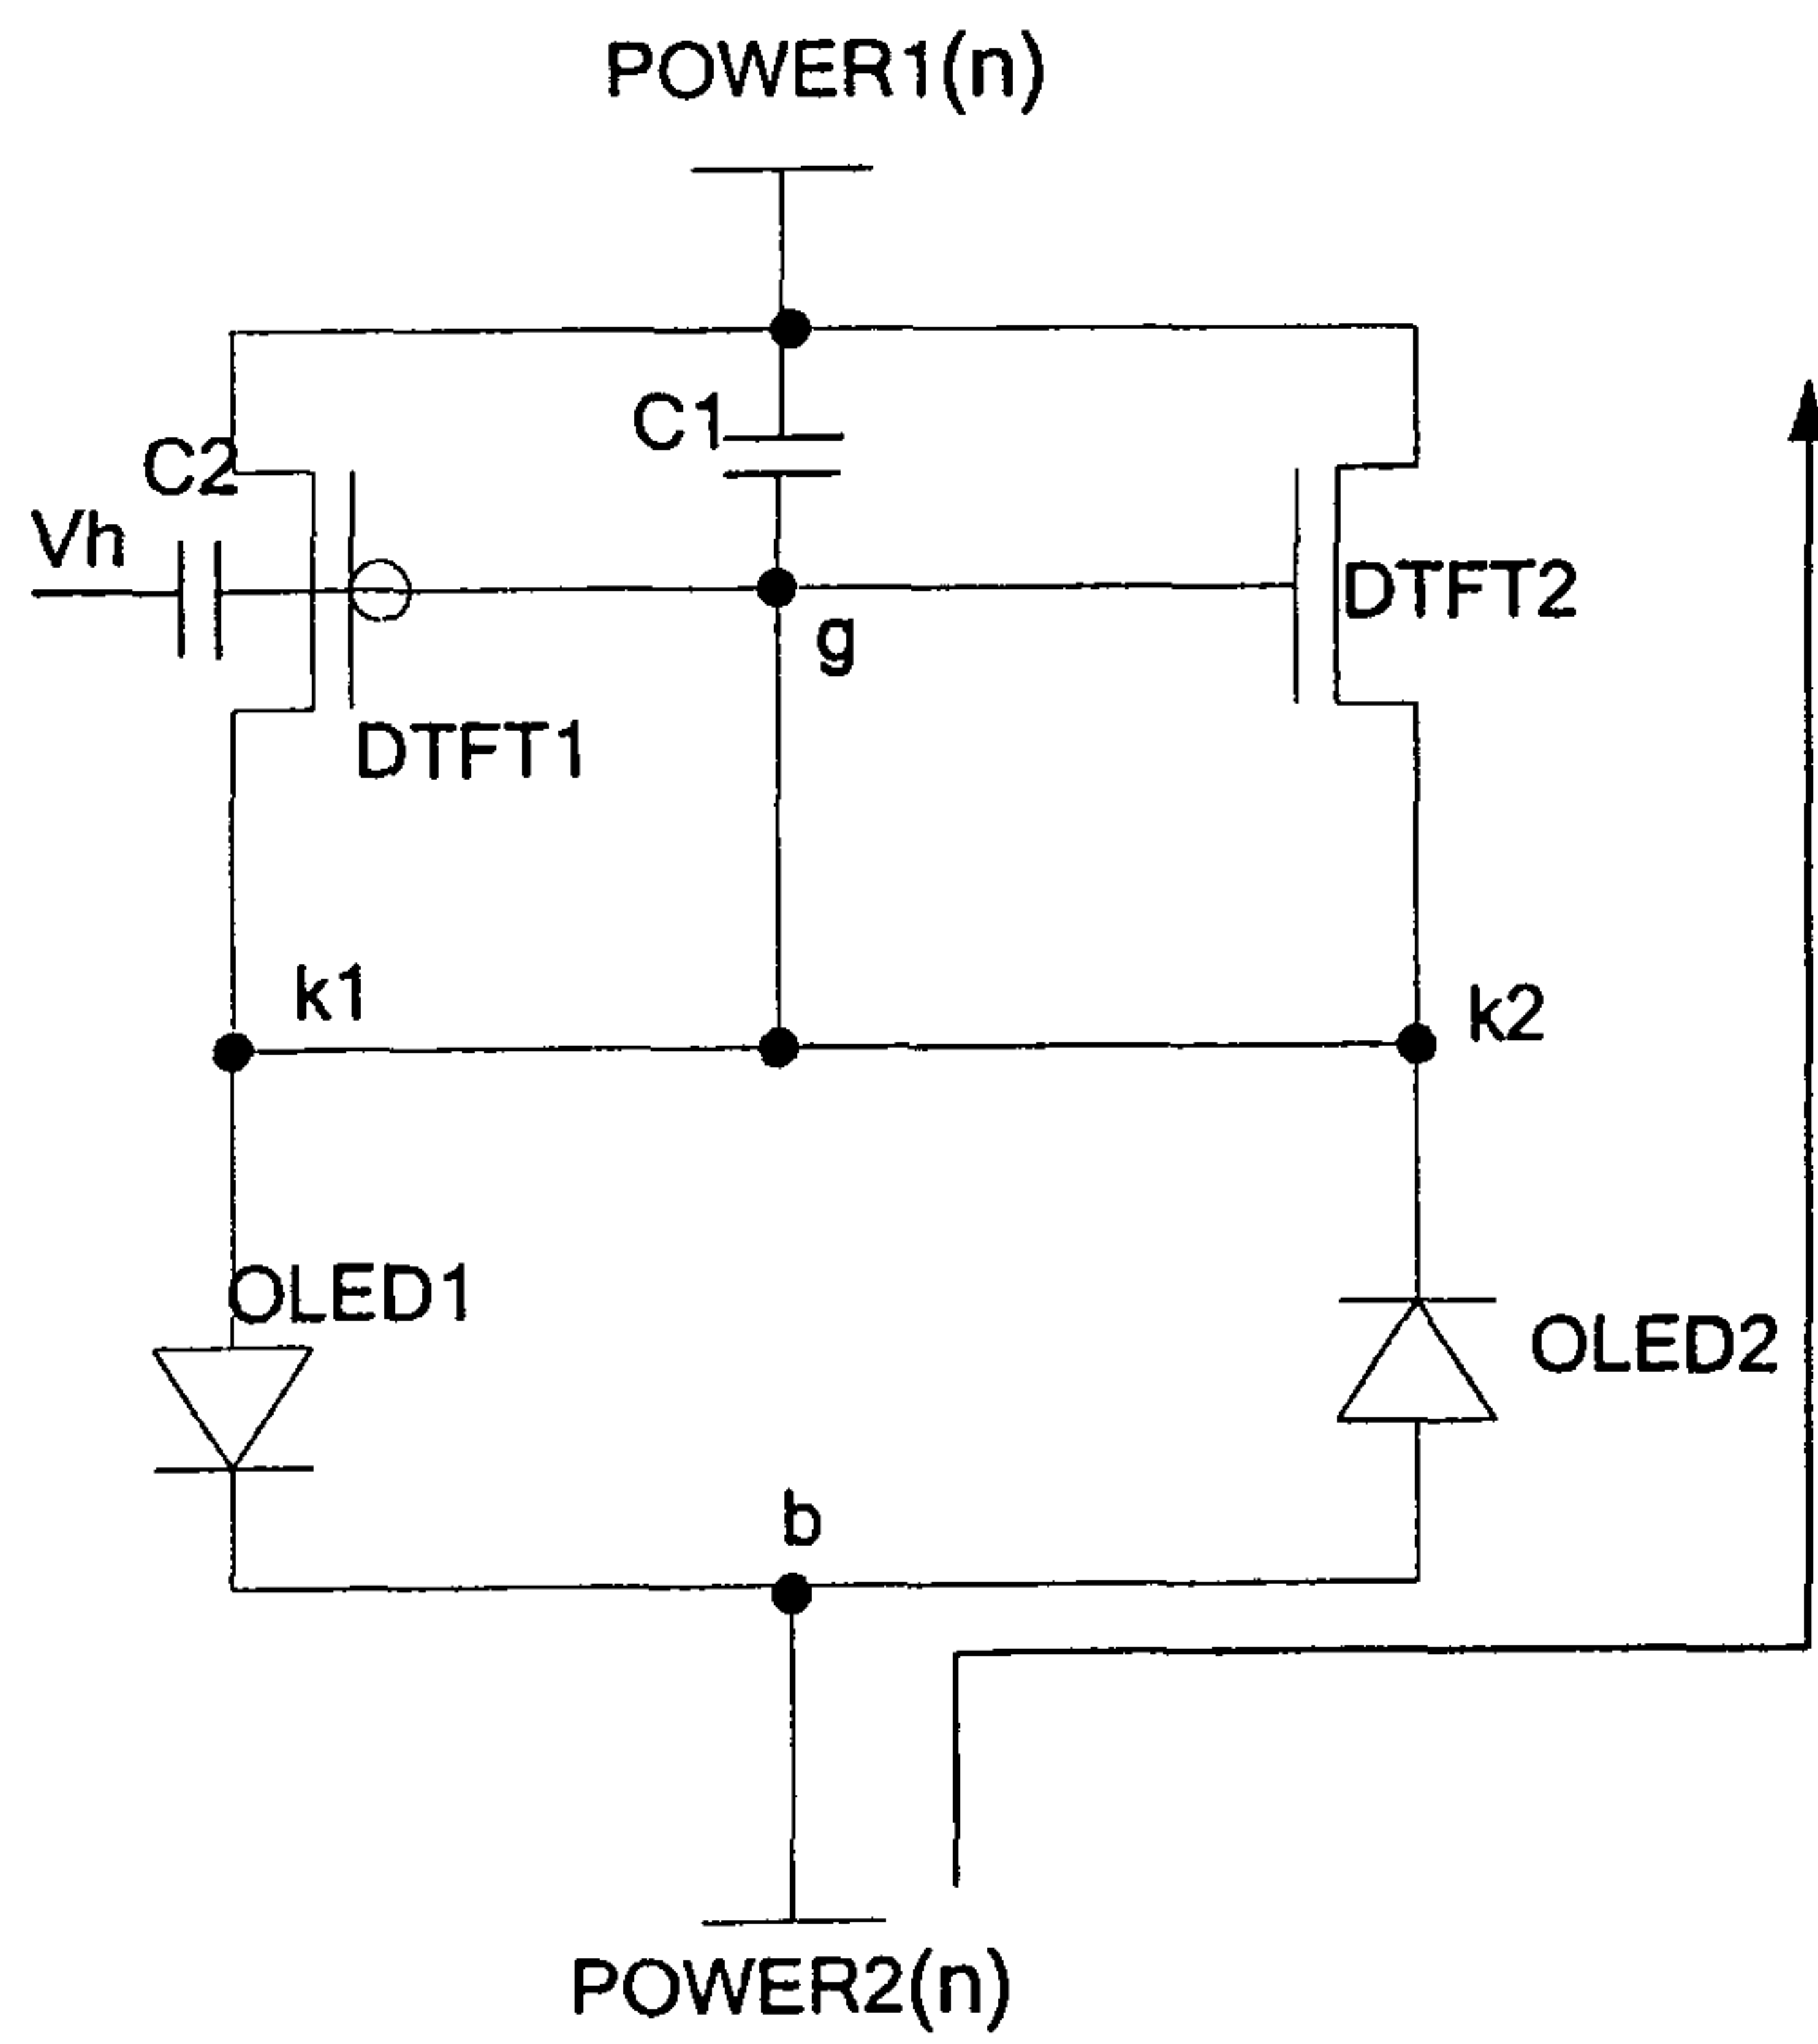 POWER1(n)
C1
C2
Vh
DTFT2
g
DTFT1
k1
k2
OLED1
OLED2
b
POWER2(n)